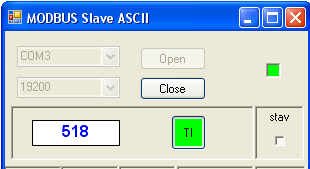 MODBUS Slave ASCII
COM3
Open
19200
Close
518
TI
stav